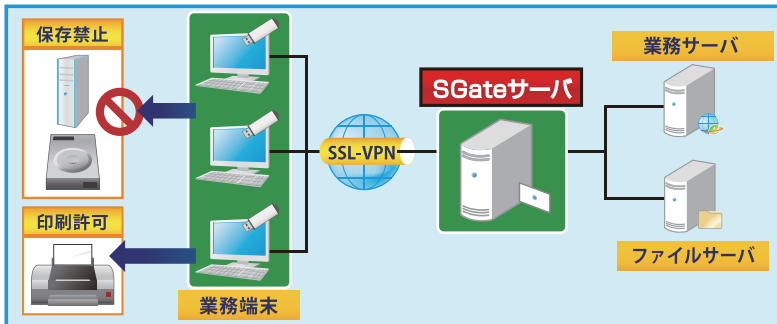 保存禁止
印刷許可
業務端末
SSL-VPN
SGateサーバ
業務サーバ
ファイルサーバ